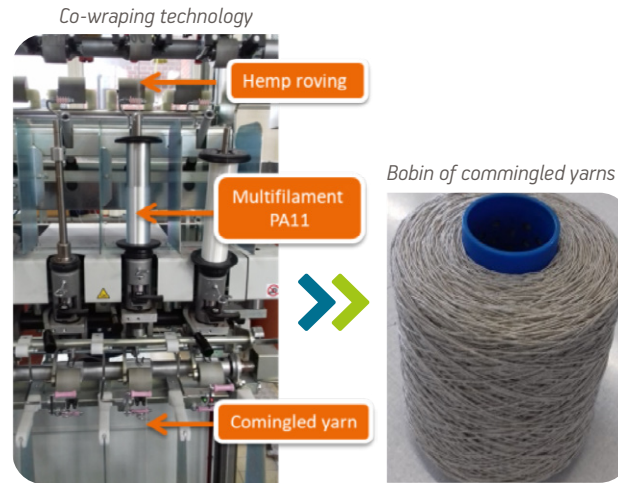 Co-wraping technology
Hemp roving
Multifilament
PA11
Comingled yarn
Bobin of commingled yarns